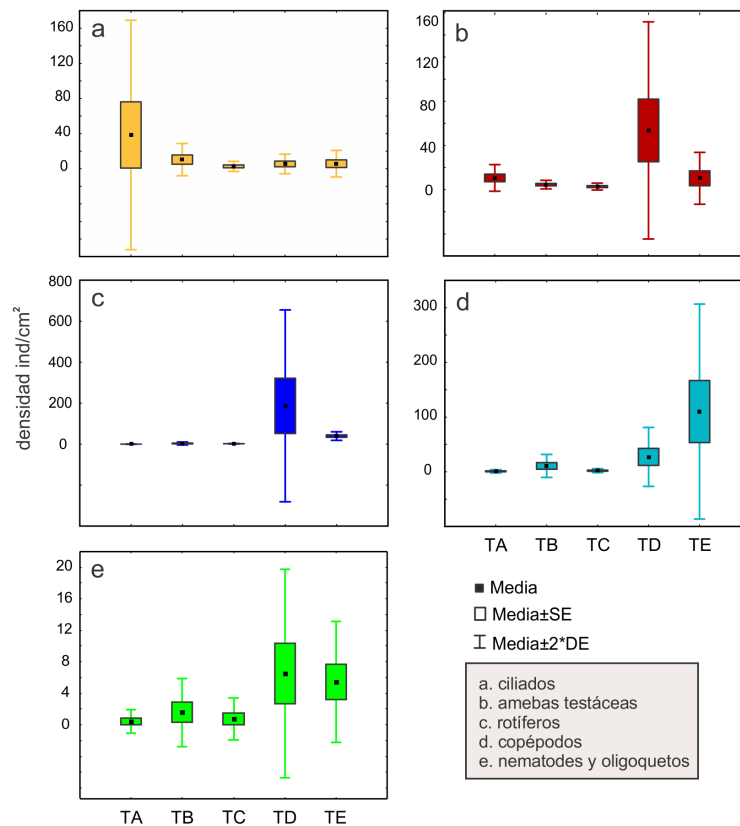 a
160
120
80
40
0
b
160
120
80
40
0
c
800
600
400
200
0
d
300
200
100
0
densidad ind/cm²
TA TB TC TD TE
e
20
16
12
8
4
0
TA TB TC TD TE
Media
Media±SE
Media±2*DE
a. ciliados
b. amebas testáceas
c. rotíferos
d. copépodos
e. nematodes y oligoquetos